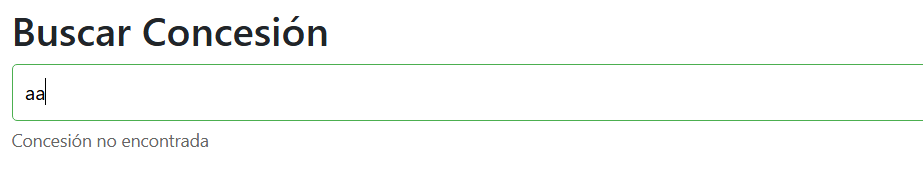 Buscar Concesión
aa
Concesión no encontrada